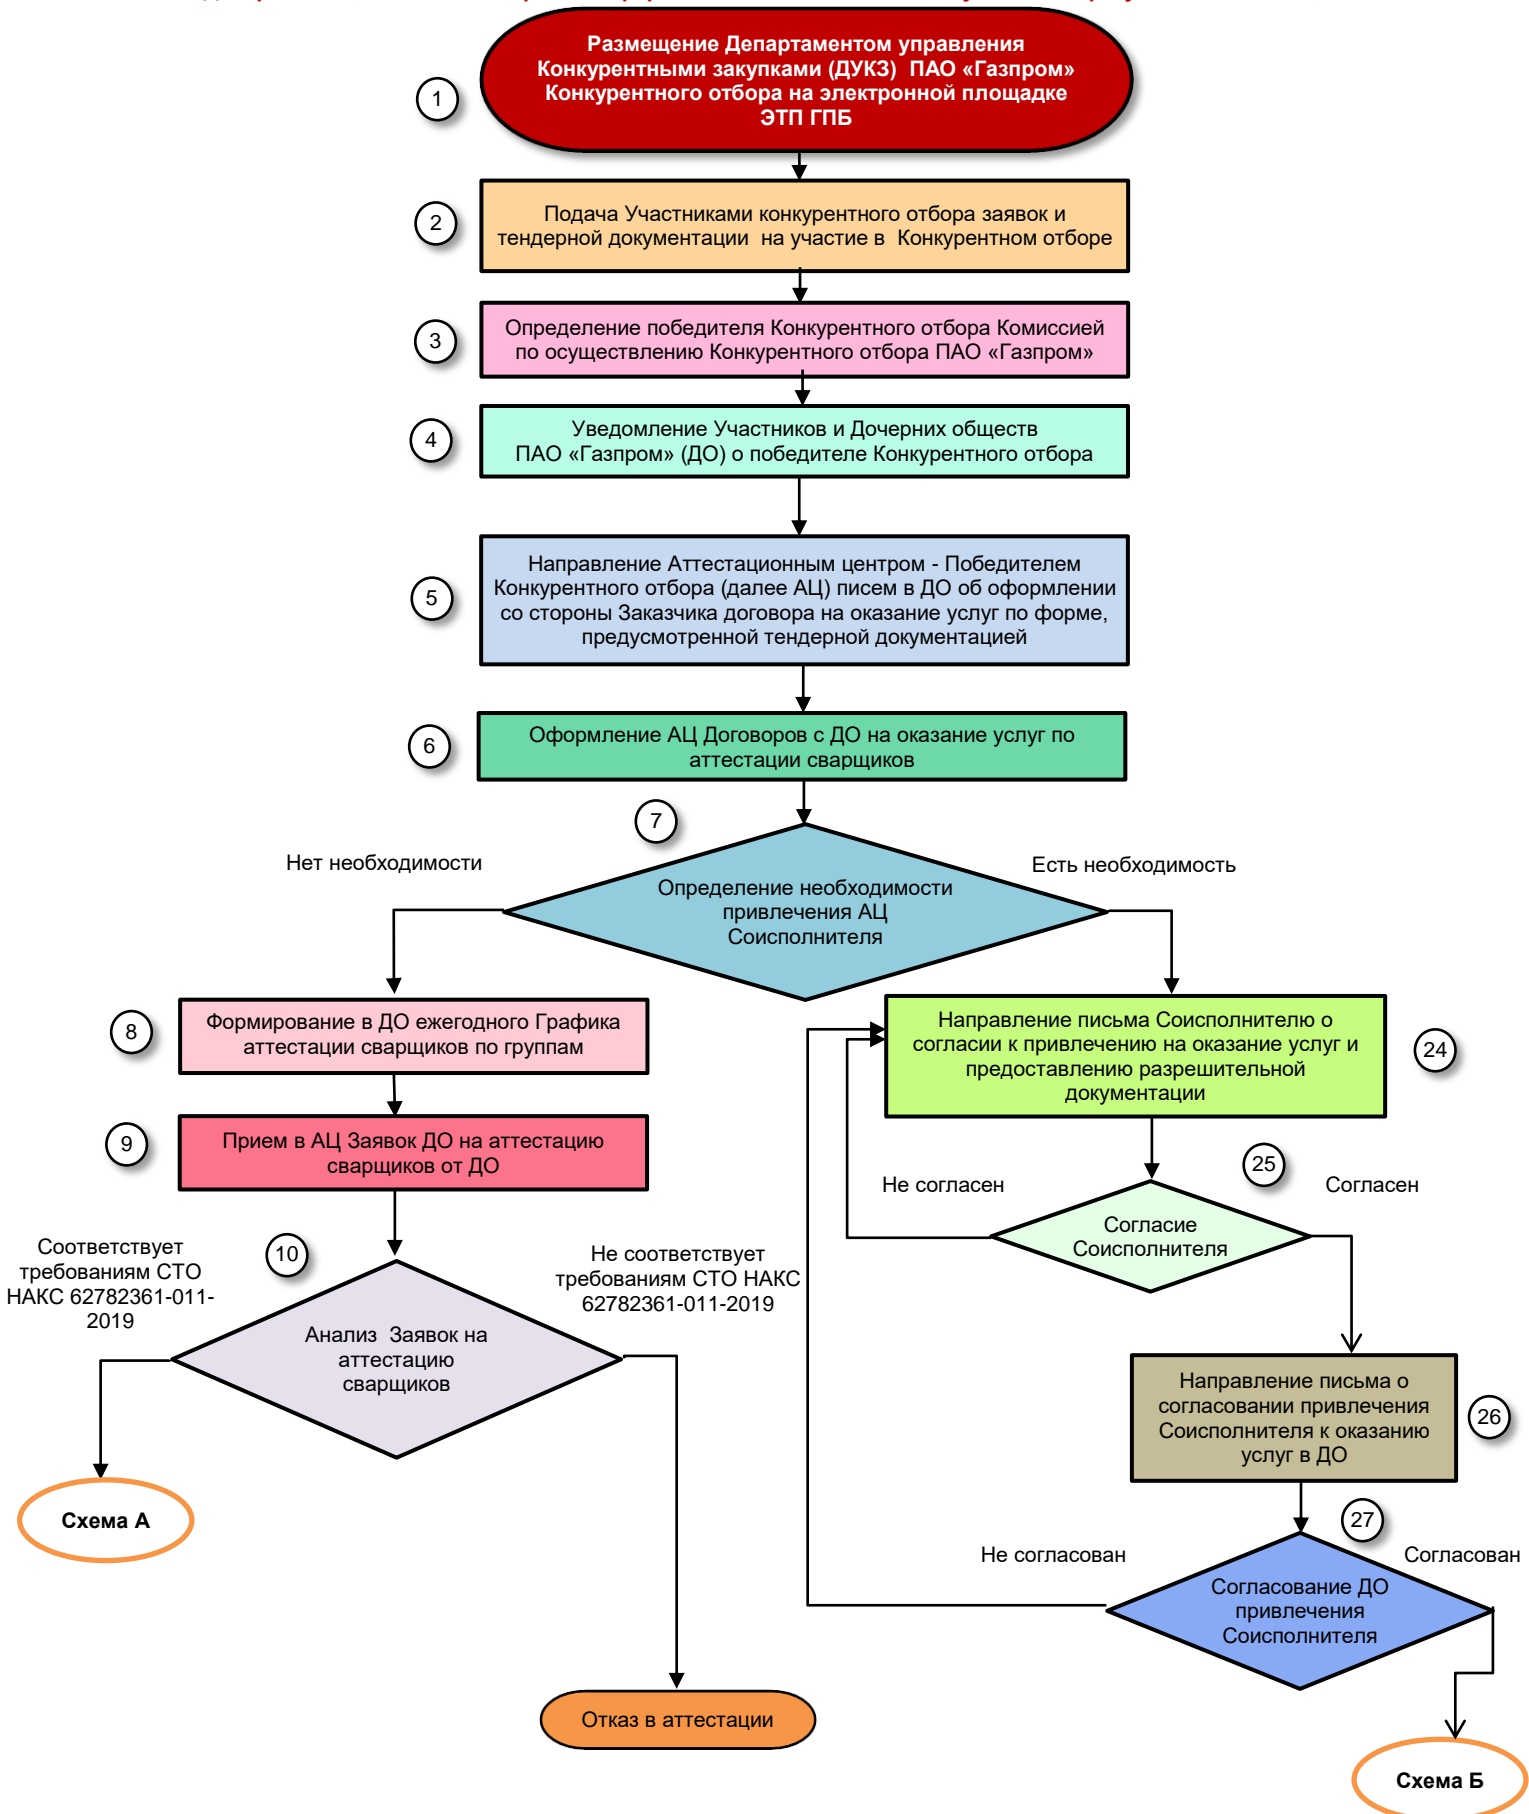 Размещение Департаментом управления
Конкурентными закупками (ДУКЗ) ПАО «Газпром»
Конкурентного отбора на электронной площадке
ЭТП ГПБ
1
Подача Участниками конкурентного отбора заявок и
тендерной документации на участие в Конкурентном отборе
2
Определение победителя Конкурентного отбора Комиссией
по осуществлению Конкурентного отбора ПАО «Газпром»
3
Уведомление Участников и Дочерних обществ
ПАО «Газпром» (ДО) о победителе Конкурентного отбора
4
Направление Аттестационным центром - Победителем
Конкурентного отбора (далее АЦ) писем в ДО об оформлении
со стороны Заказчика договора на оказание услуг по форме,
предусмотренной тендерной документацией
5
Оформление АЦ Договоров с ДО на оказание услуг по
аттестации сварщиков
6
7
Нет необходимости
Есть необходимость
Определение необходимости
привлечения АЦ
Соисполнителя
8
Формирование в ДО ежегодного Графика
аттестации сварщиков по группам
Направление письма Соисполнителю о
согласии к привлечению на оказание услуг и
предоставлению разрешительной
документации
24
9
Прием в АЦ Заявок ДО на аттестацию
сварщиков от ДО
25
Не согласен
Согласен
Согласие
Соисполнителя
Соответствует
требованиям СТО
НАКС 62782361-011-
2019
10
Не соответствует
требованиям СТО НАКС
62782361-011-2019
Анализ Заявок на
аттестацию
сварщиков
Направление письма о
согласовании привлечения
Соисполнителя к оказанию
услуг в ДО
26
Схема А
27
Не согласован
Согласован
Согласование ДО
привлечения
Соисполнителя
Отказ в аттестации
Схема Б